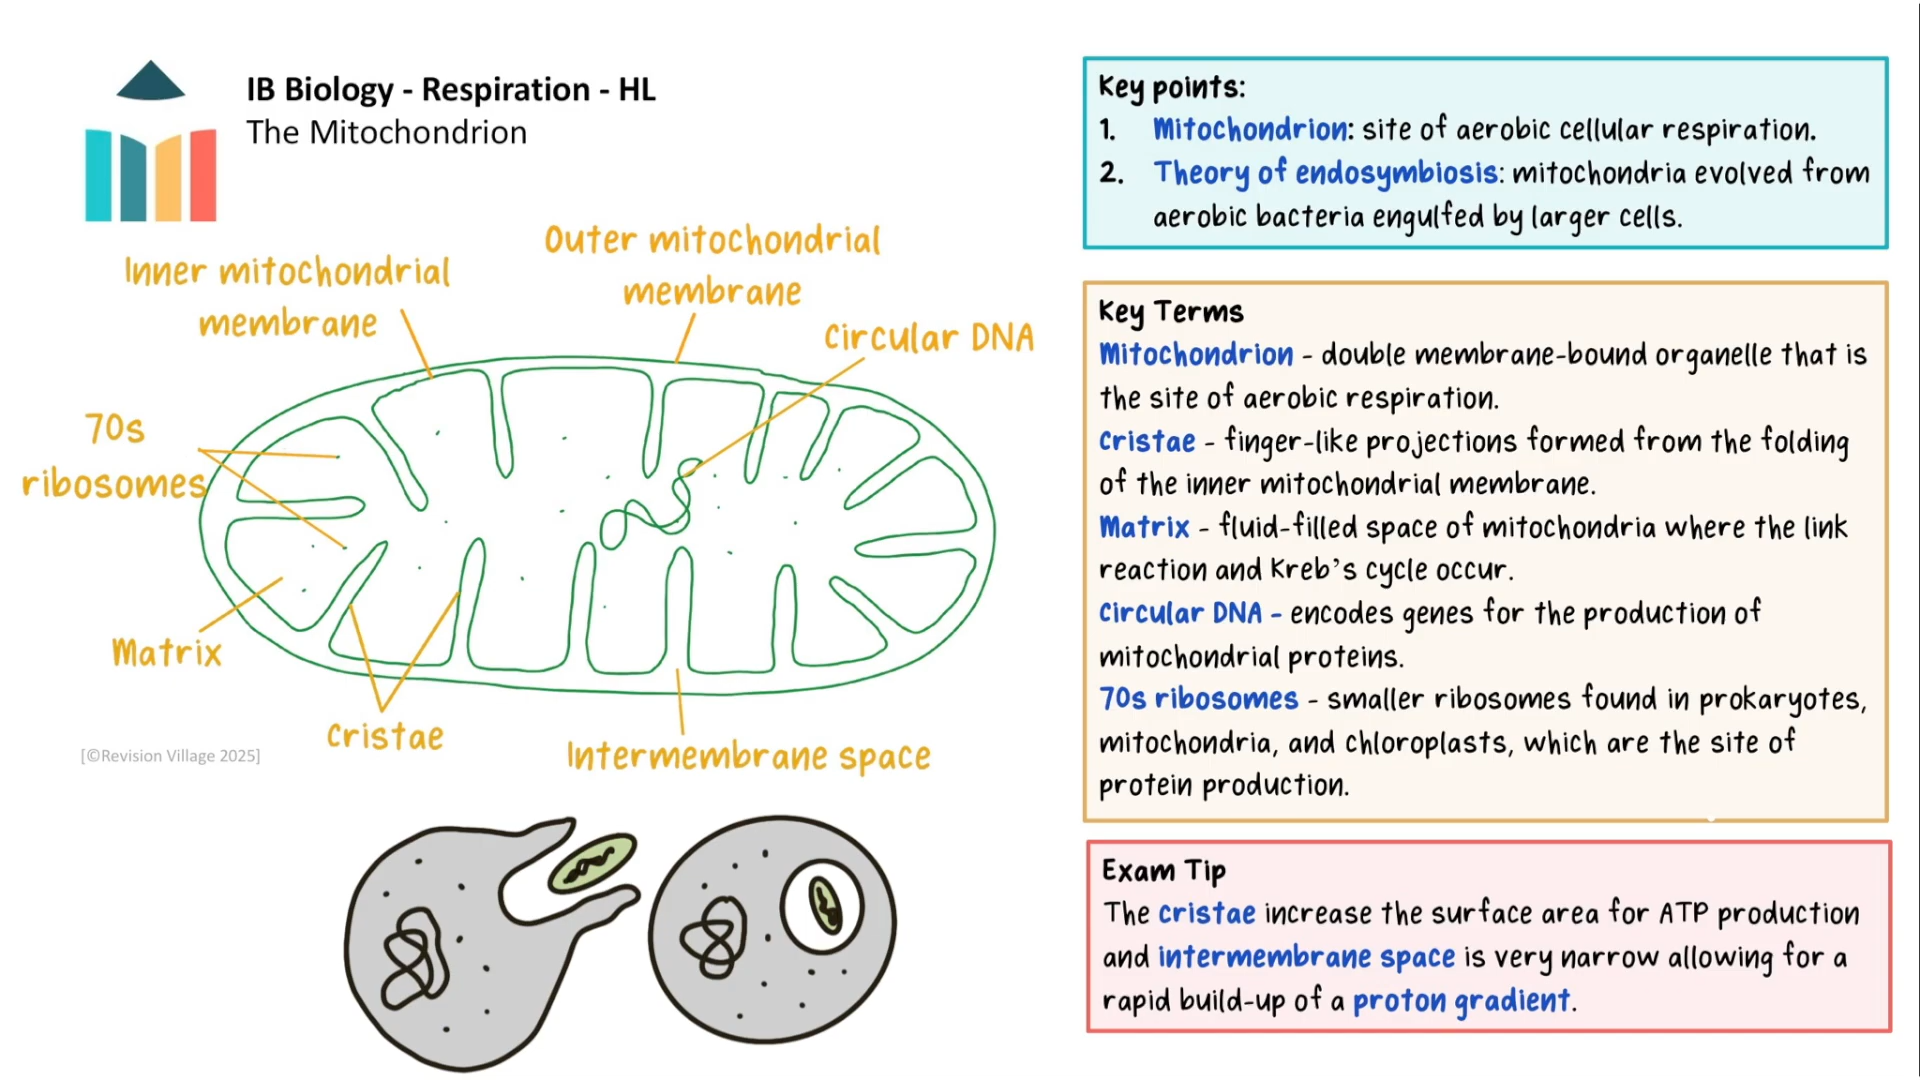 IB Biology - Respiration - HL
The Mitochondrion
Inner mitochondrial
membrane
Outer mitochondrial
membrane
Circular DNA
70s
ribosomes
Matrix
Cristae
Intermembrane space
[©Revision Village 2025]
Key points:
1. Mitochondrion: site of aerobic cellular respiration.
2. Theory of endosymbiosis: mitochondria evolved from
aerobic bacteria engulfed by larger cells.
Key Terms
Mitochondrion - double membrane-bound organelle that is
the site of aerobic respiration.
Cristae - finger-like projections formed from the folding
of the inner mitochondrial membrane.
Matrix - fluid-filled space of mitochondria where the link
reaction and Kreb's cycle occur.
Circular DNA - encodes genes for the production of
mitochondrial proteins.
70s ribosomes - smaller ribosomes found in prokaryotes,
mitochondria, and chloroplasts, which are the site of
protein production.
Exam Tip
The cristae increase the surface area for ATP production
and intermembrane space is very narrow allowing for a
rapid build-up of a proton gradient.